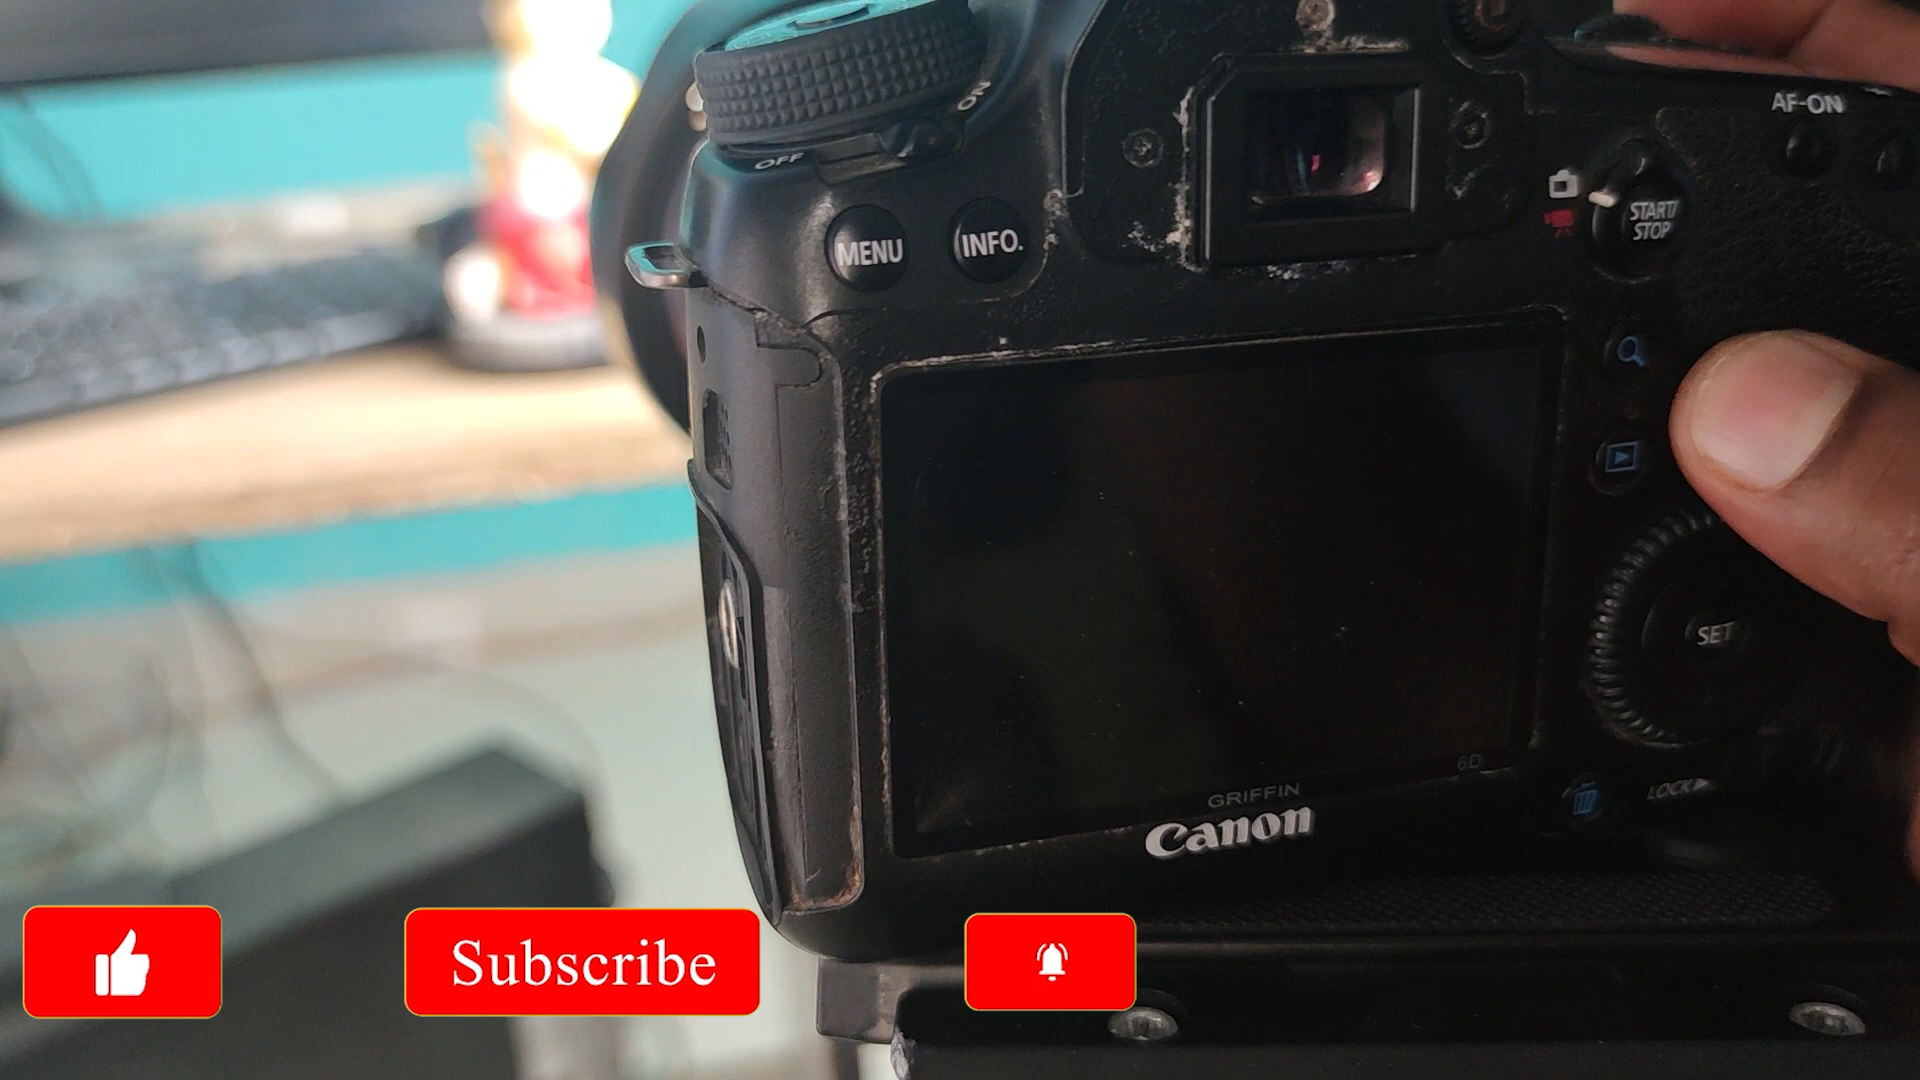 ON
OFF
MENU
INFO.
AF-ON
START/
STOP
SET
6D
LOCK▶
GRIFFIN
Canon
Subscribe